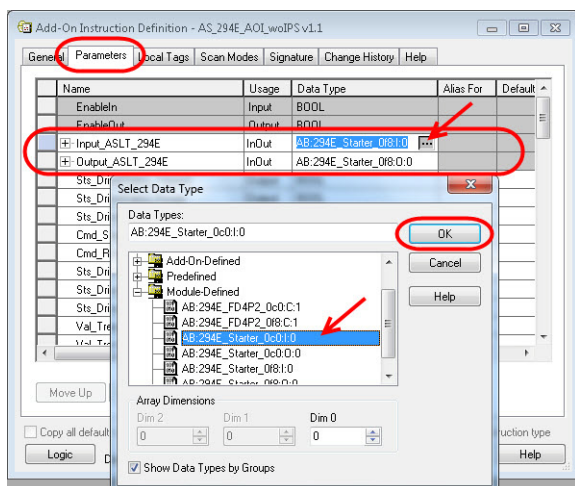 Add-On Instruction Definition - AS_294E_AOI_woIPS v1.1
General Parameters Local Tags Scan Modes Signature Change History Help
Name Usage Data Type Alias For Default
EnableIn Input BOOL
EnableOut Output BOOL
Input_ASLT_294E InOut AB:294E_Starter_0f8:I:0 ...
Output_ASLT_294E InOut AB:294E_Starter_0f8:O:0
Sts_Dri
Sts_Dri
Sts_Dri
Cmd_S
Cmd_R
Sts_Dri
Sts_Dri
Sts_Dri
Val_Tre
Val_Tre
Select Data Type
Data Types:
AB:294E_Starter_0c0:I:0
OK
Cancel
Help
Add-On-Defined
Predefined
Module-Defined
AB:294E_FD4P2_0c0:C:1
AB:294E_FD4P2_0f8:C:1
AB:294E_Starter_0c0:I:0
AB:294E_Starter_0c0:O:0
AB:294E_Starter_0f8:I:0
AB:294E_Starter_0f8:O:0
Array Dimensions
Dim 2 Dim 1 Dim 0
0 0 0
Show Data Types by Groups
Move Up
Copy all default
ruction type
Logic
Help